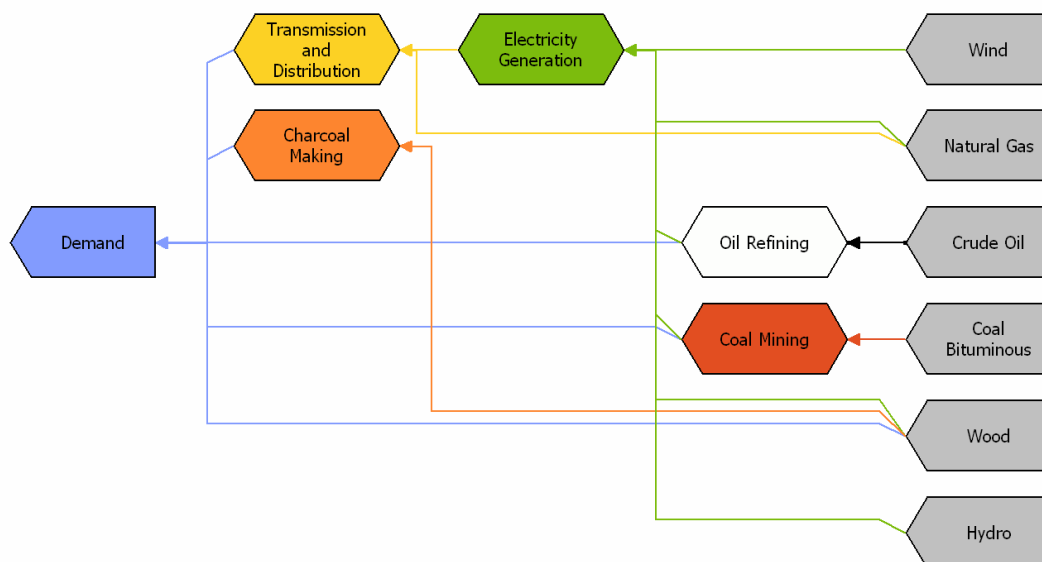 Transmission
and
Distribution
Electricity
Generation
Wind
Charcoal
Making
Natural Gas
Demand
Oil Refining
Crude Oil
Coal Mining
Coal
Bituminous
Wood
Hydro